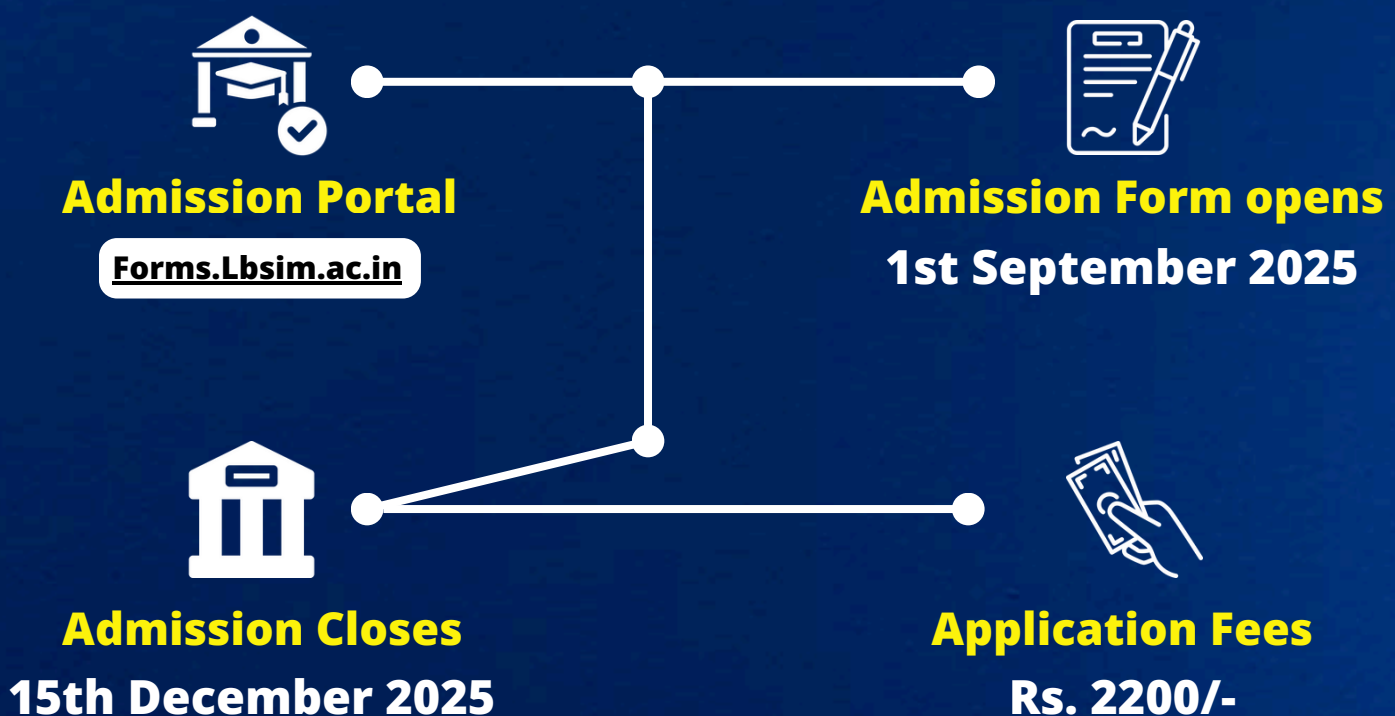 Admission Portal
Forms.Lbsim.ac.in
Admission Form opens
1st September 2025
Admission Closes
15th December 2025
Application Fees
Rs. 2200/-